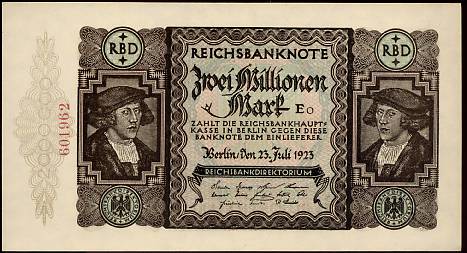 RBD
REICHSBANKNOTE
RBD
Zwei Millionen
Mark
EO
ZAHLT DIE REICHSBANKHAUPT-
KASSE IN BERLIN GEGEN DIESE
BANKNOTE DEM EINLIEFERER
Berlin, den 23. Juli 1923
REICHSBANKDIREKTORIUM
601962